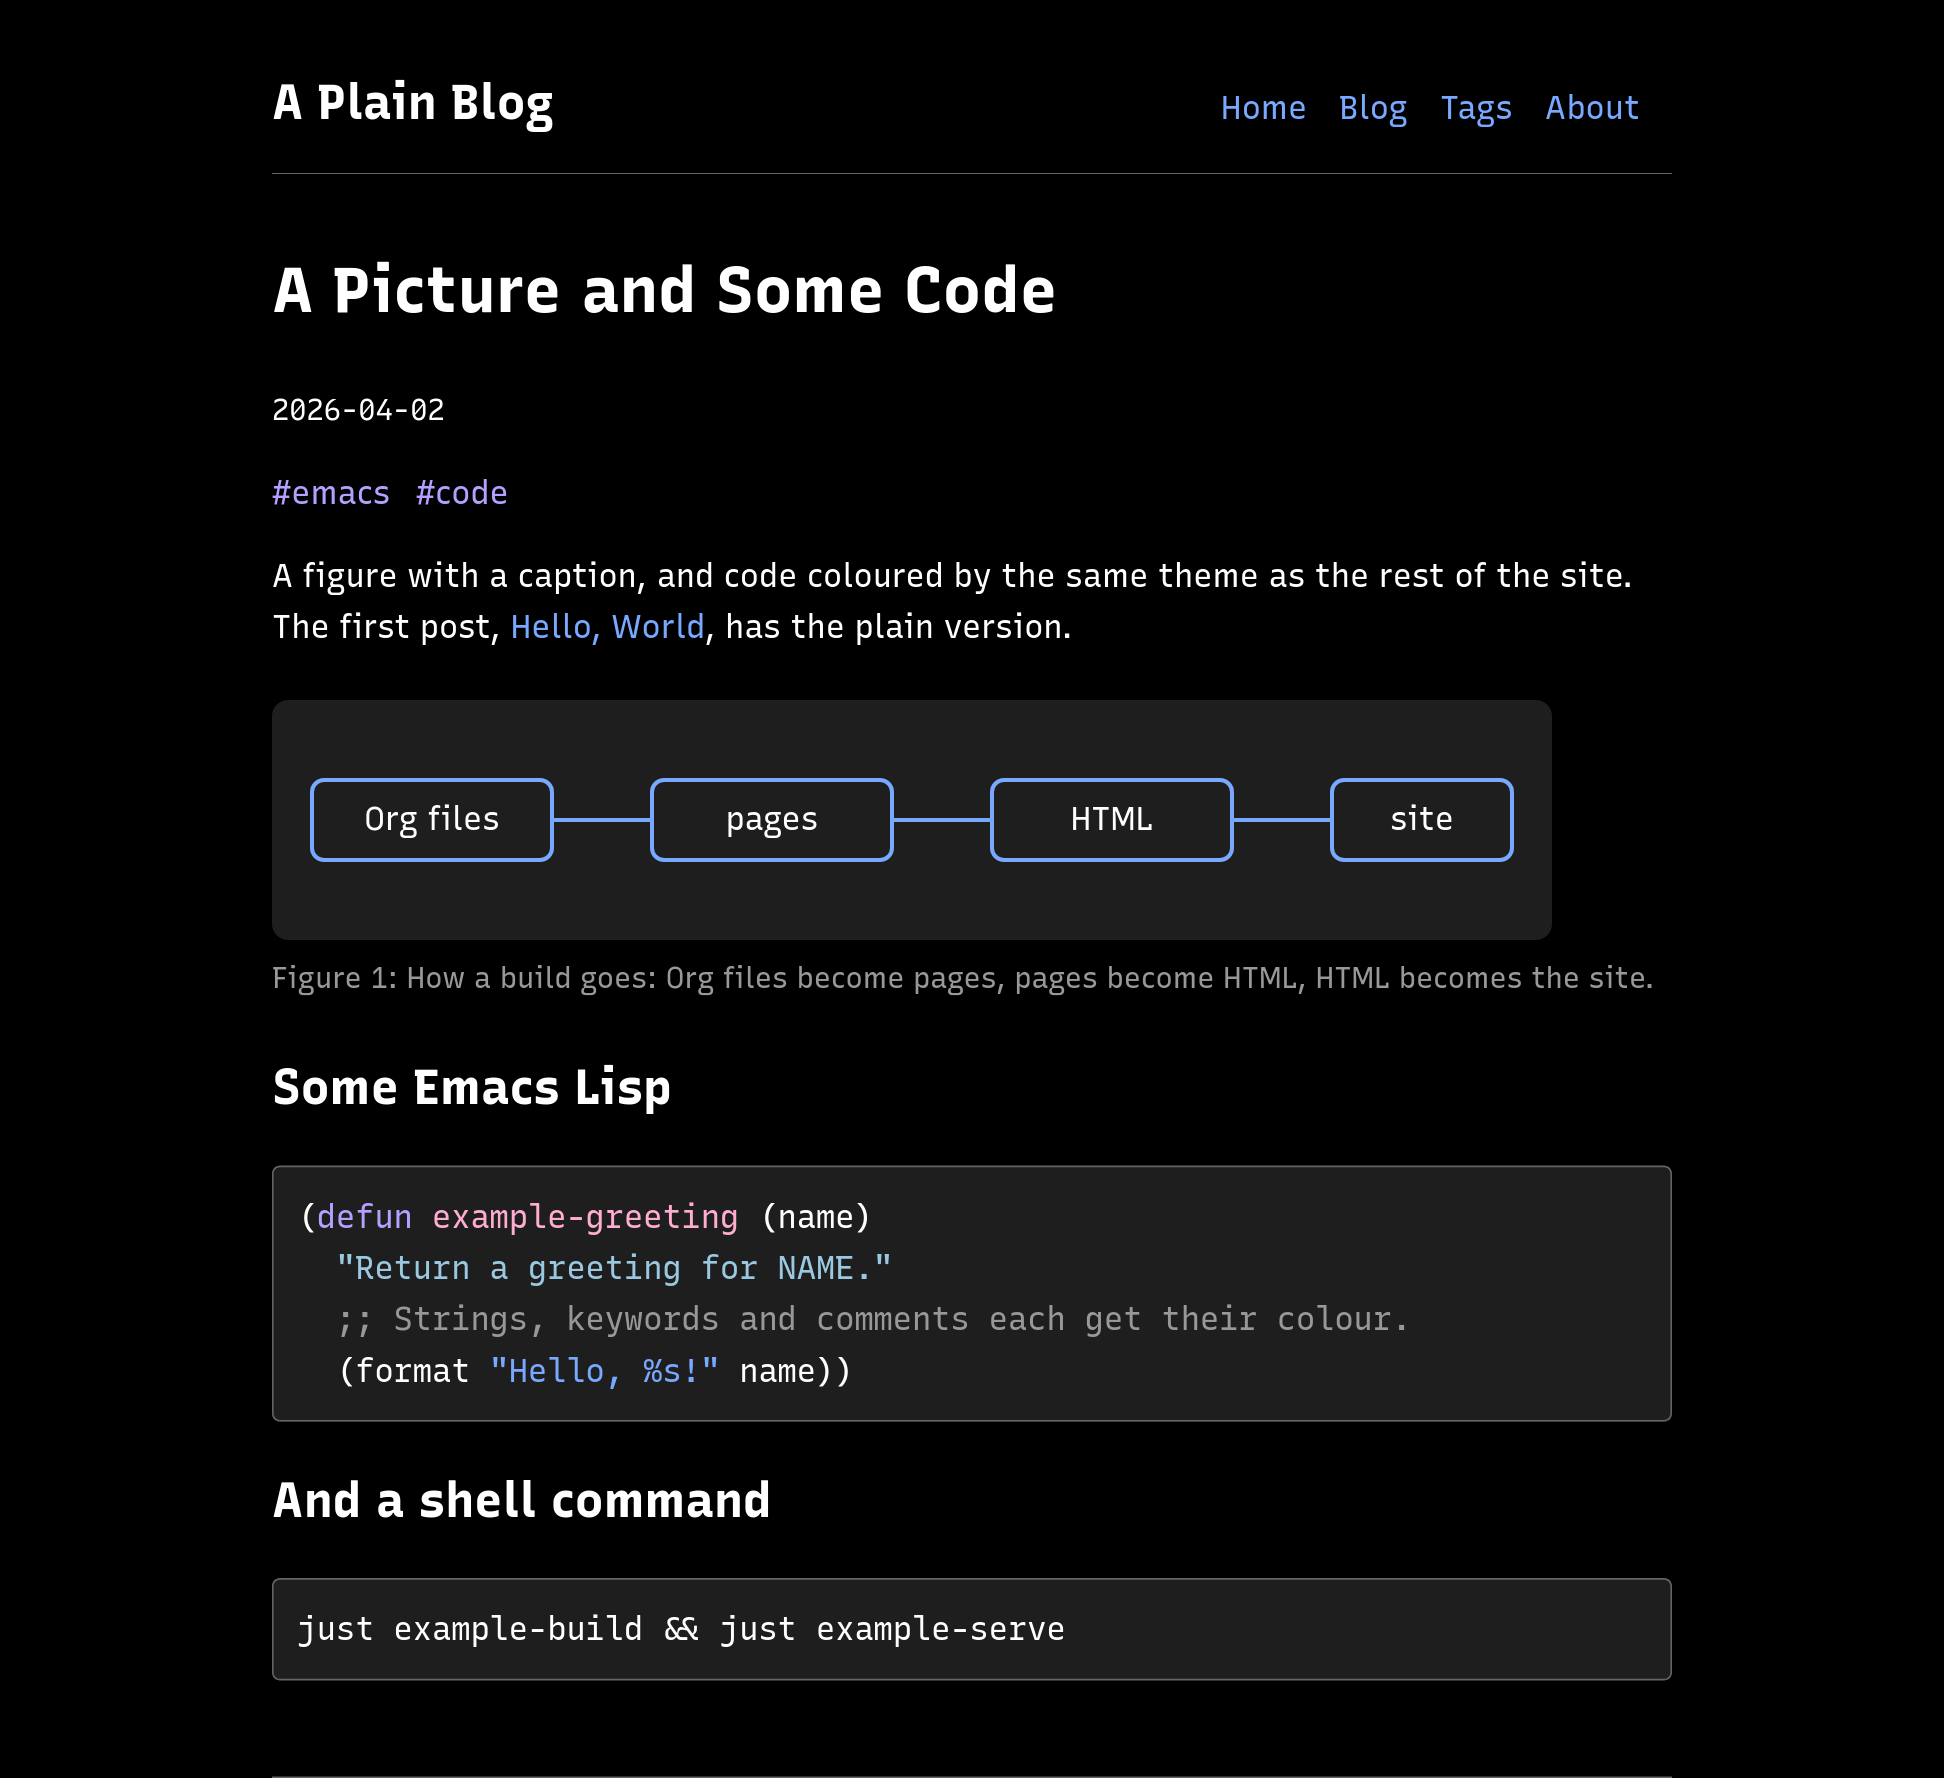 A Plain Blog
Home Blog Tags About
A Picture and Some Code
2026-04-02
#emacs #code
A figure with a caption, and code coloured by the same theme as the rest of the site.
The first post, Hello, World, has the plain version.
Org files pages HTML site
Figure 1: How a build goes: Org files become pages, pages become HTML, HTML becomes the site.
Some Emacs Lisp
(defun example-greeting (name)
  "Return a greeting for NAME."
  ;; Strings, keywords and comments each get their colour.
  (format "Hello, %s!" name))
And a shell command
just example-build && just example-serve